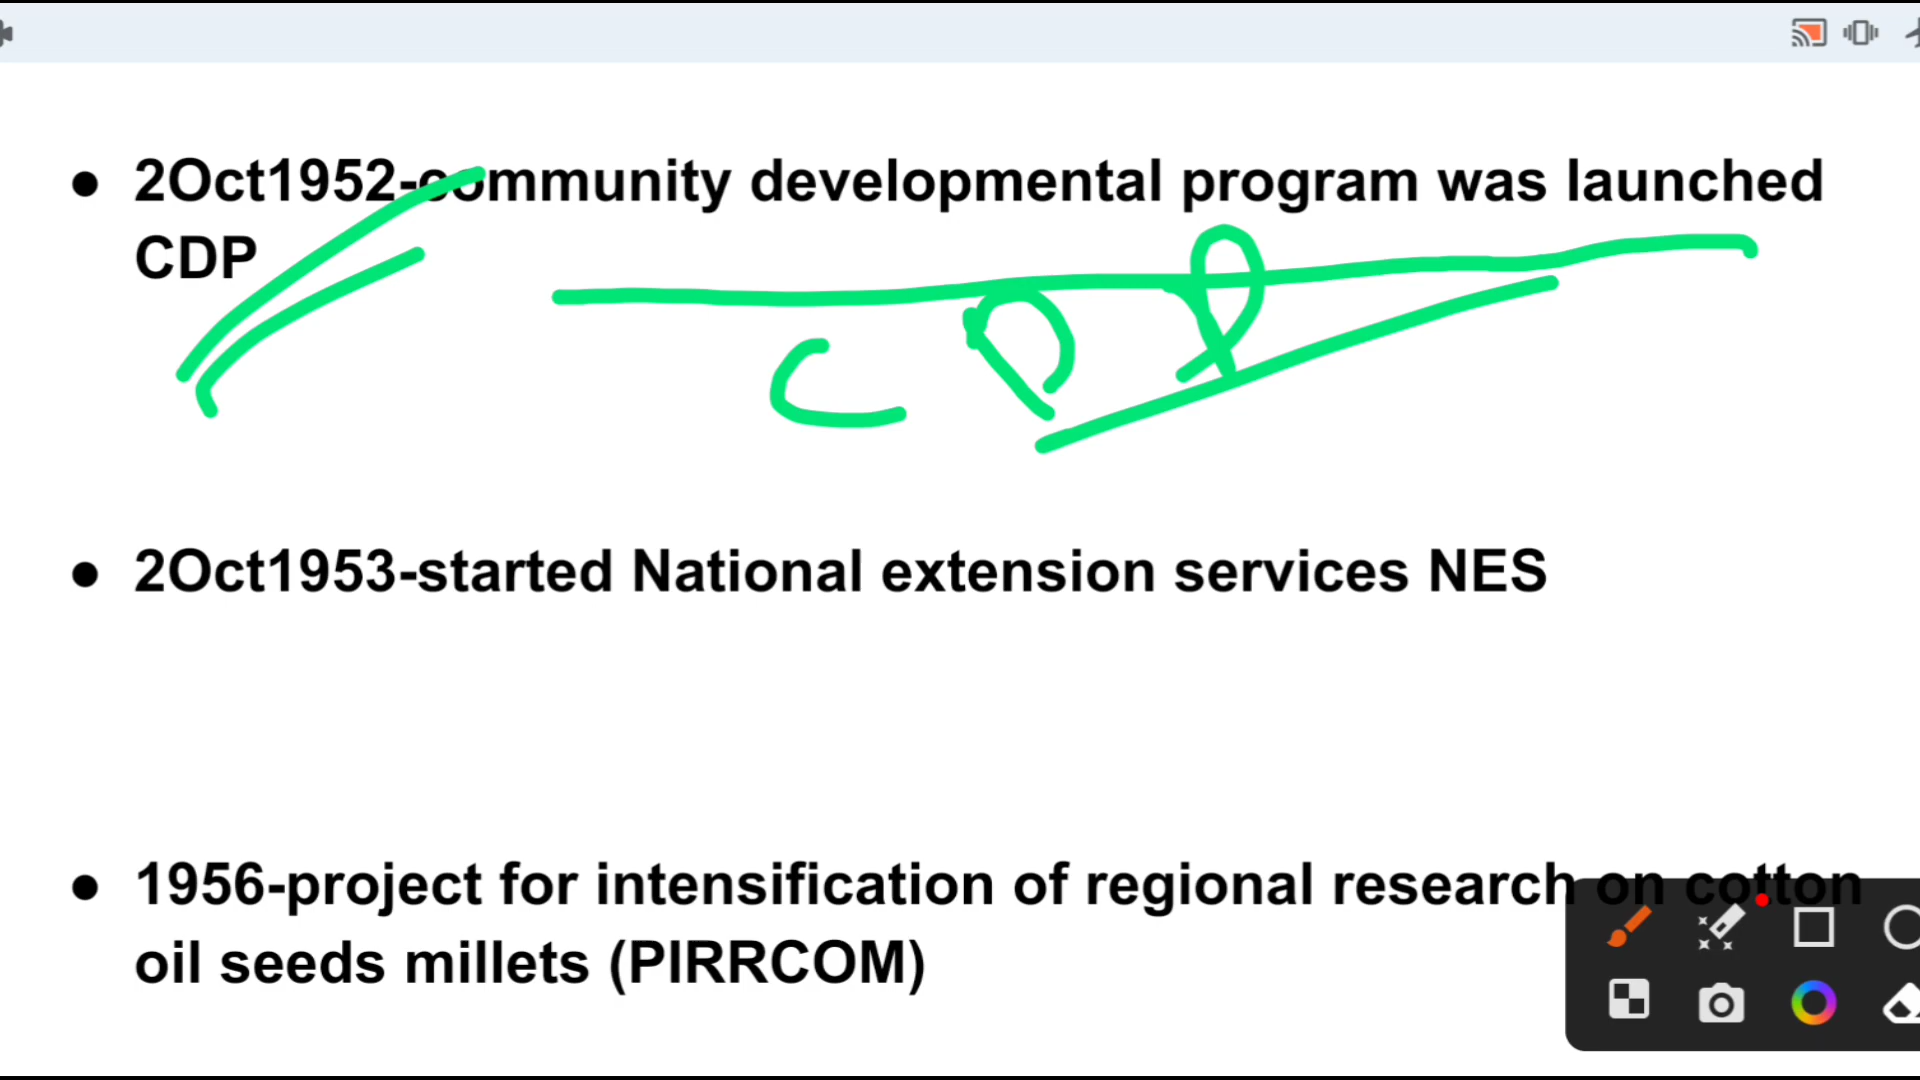 ● 2Oct1952-community developmental program was launched
CDP
C D P
● 2Oct1953-started National extension services NES
● 1956-project for intensification of regional research on cotton
oil seeds millets (PIRRCOM)